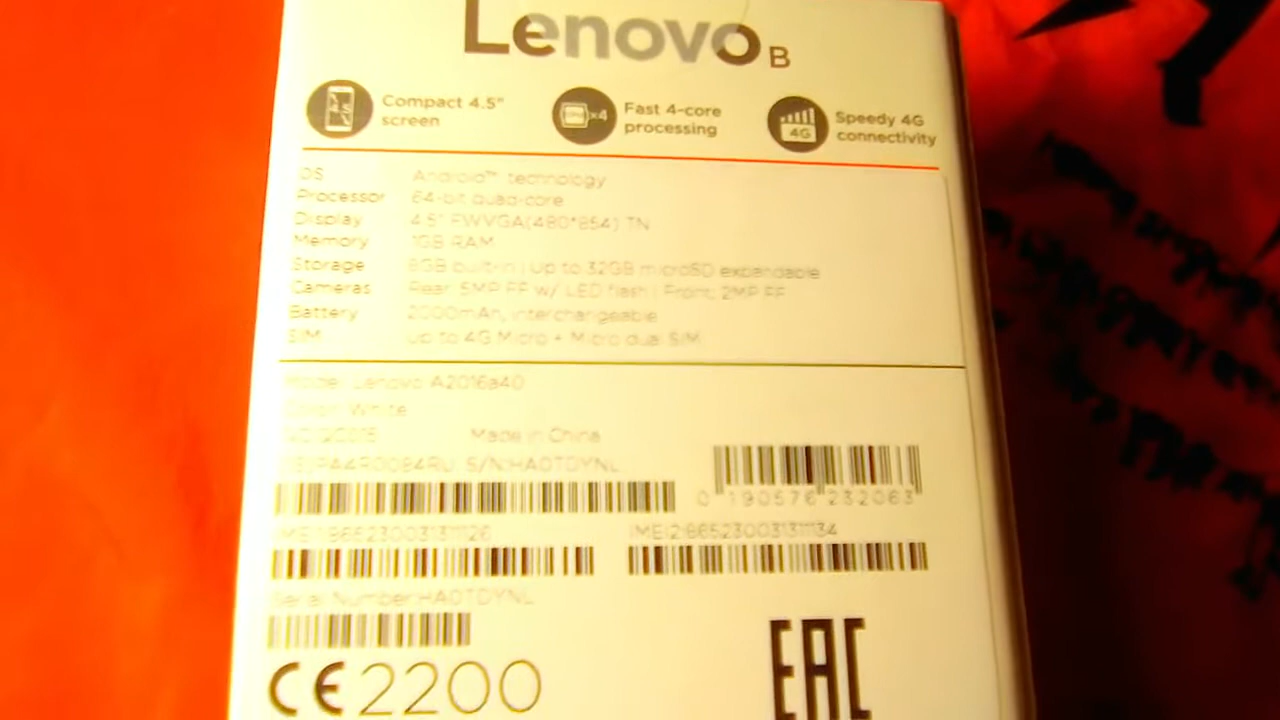 Lenovo B
Compact 4.5"
screen
Fast 4-core
processing
Speedy 4G
connectivity
4G
OS Android™ technology
Processor 64-bit quad-core
Display 4.5" FWVGA(480*854) TN
Memory 1GB RAM
Storage 8GB built-in | Up to 32GB microSD expandable
Cameras Rear: 5MP FF w/ LED flash | Front: 2MP FF
Battery 2000mAh, interchangeable
SIM up to 4G Micro + Micro dual SIM
Model: Lenovo A2016a40
Color: White
Made in China
S/N:HA0TDYNL
0 190576 232063
IMEI1:865230031311126 IMEI2:865230031311134
Serial Number:HA0TDYNL
CE2200
EAC